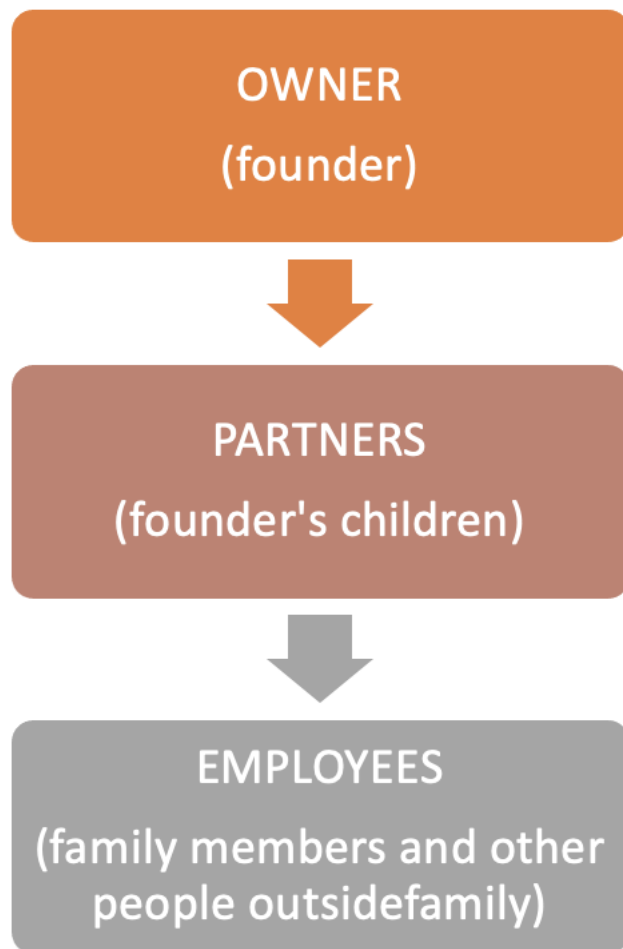 OWNER
(founder)
PARTNERS
(founder's children)
EMPLOYEES
(family members and other
people outsidefamily)